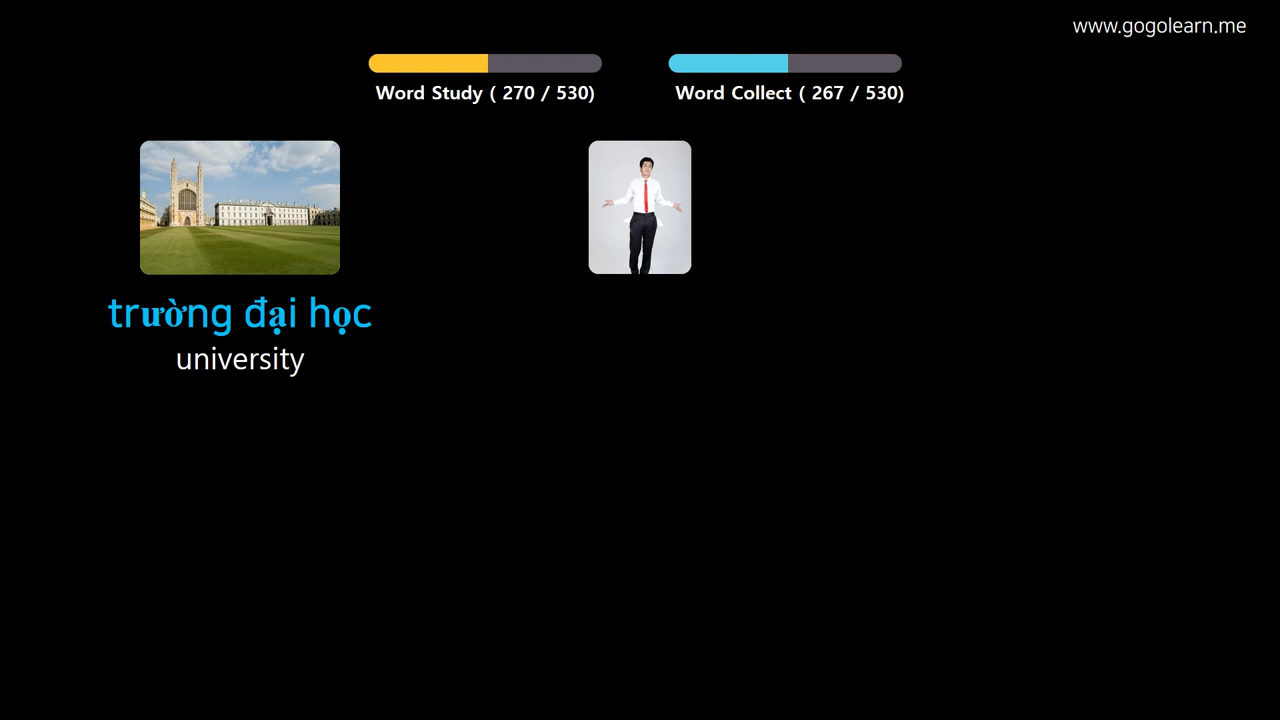 www.gogolearn.me
Word Study ( 270 / 530)
Word Collect ( 267 / 530)
trường đại học
university